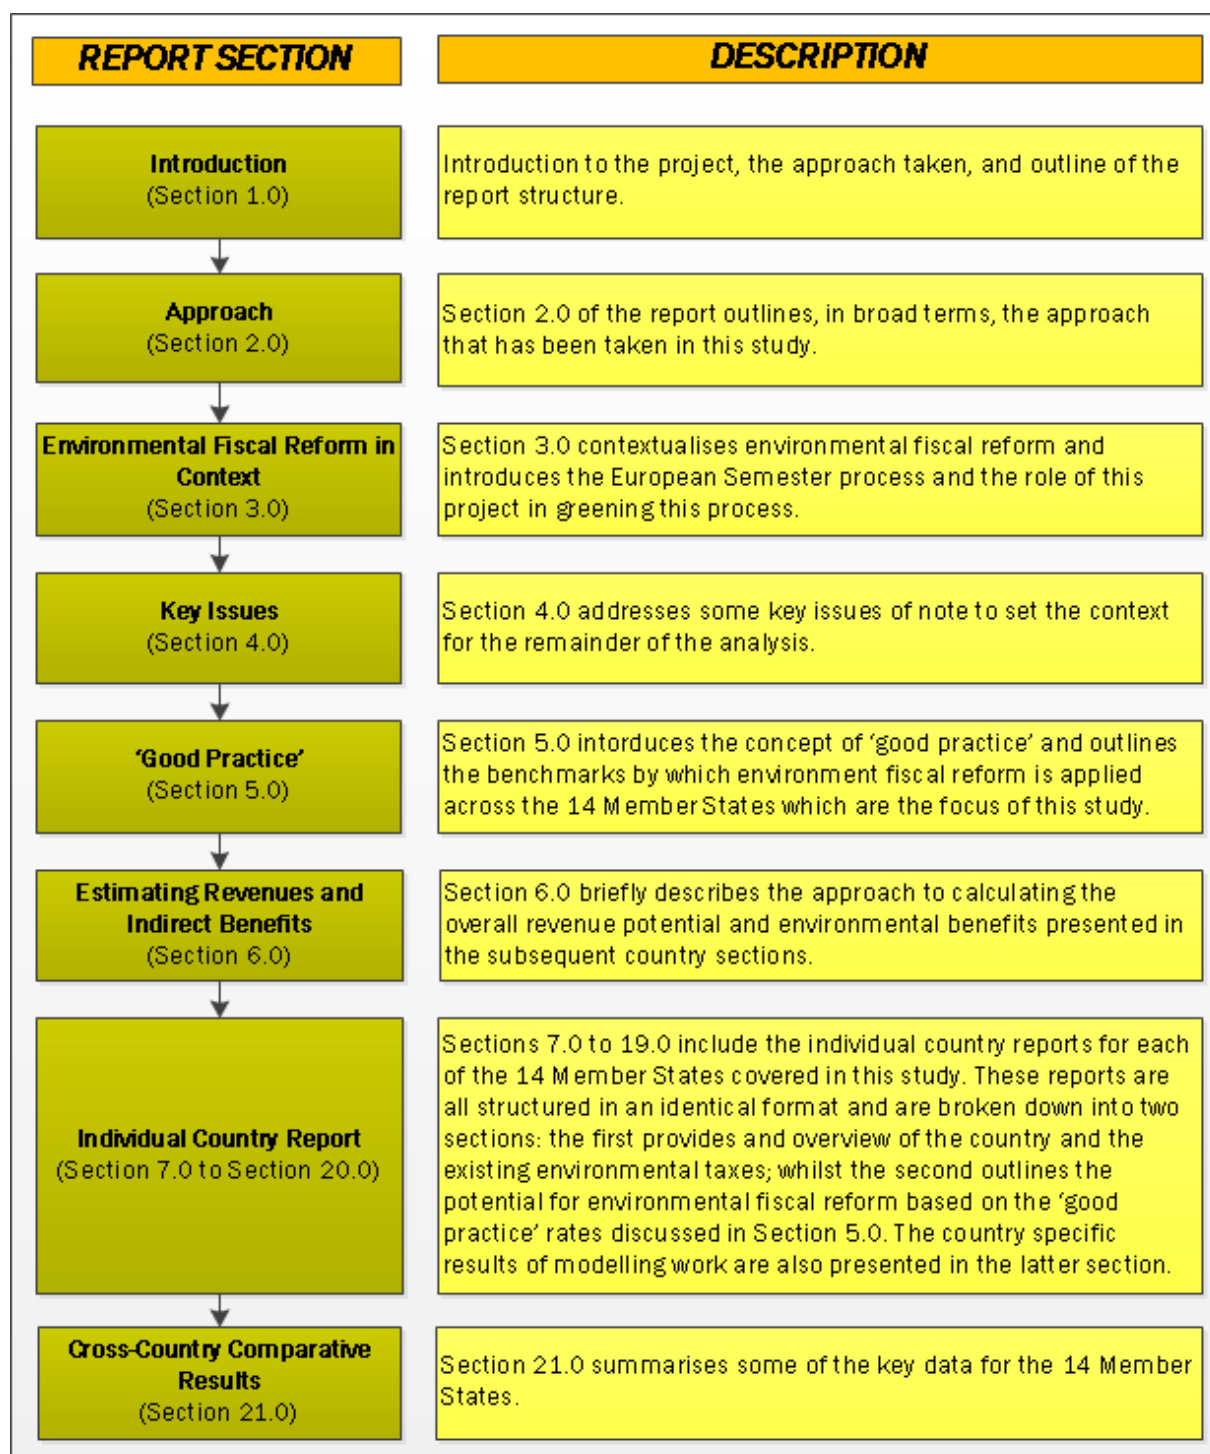 REPORT SECTION
DESCRIPTION
Introduction
(Section 1.0)
Introduction to the project, the approach taken, and outline of the
report structure.
Approach
(Section 2.0)
Section 2.0 of the report outlines, in broad terms, the approach
that has been taken in this study.
Environmental Fiscal Reform in
Context
(Section 3.0)
Section 3.0 contextualises environmental fiscal reform and
introduces the European Semester process and the role of this
project in greening this process.
Key Issues
(Section 4.0)
Section 4.0 addresses some key issues of note to set the context
for the remainder of the analysis.
‘Good Practice’
(Section 5.0)
Section 5.0 intorduces the concept of ‘good practice’ and outlines
the benchmarks by which environment fiscal reform is applied
across the 14 Member States which are the focus of this study.
Estimating Revenues and
Indirect Benefits
(Section 6.0)
Section 6.0 briefly describes the approach to calculating the
overall revenue potential and environmental benefits presented in
the subsequent country sections.
Individual Country Report
(Section 7.0 to Section 20.0)
Sections 7.0 to 19.0 include the individual country reports for each
of the 14 Member States covered in this study. These reports are
all structured in an identical format and are broken down into two
sections: the first provides and overview of the country and the
existing environmental taxes; whilst the second outlines the
potential for environmental fiscal reform based on the ‘good
practice’ rates discussed in Section 5.0. The country specific
results of modelling work are also presented in the latter section.
Cross-Country Comparative
Results
(Section 21.0)
Section 21.0 summarises some of the key data for the 14 Member
States.